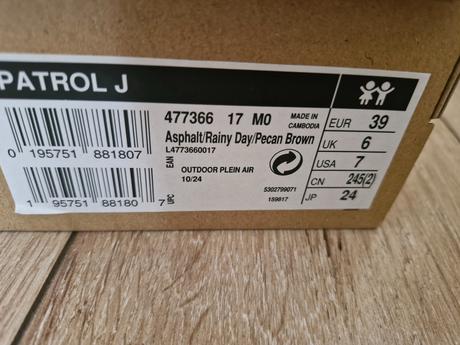 PATROL J
477366 17 M0
MADE IN
CAMBODIA
Asphalt/Rainy Day/Pecan Brown
L4773660017
EAN
0 195751 881807
OUTDOOR PLEIN AIR
10/24
5302799071
159817
1 95751 88180 7
UPC
EUR 39
UK 6
USA 7
CN 245(2)
JP 24